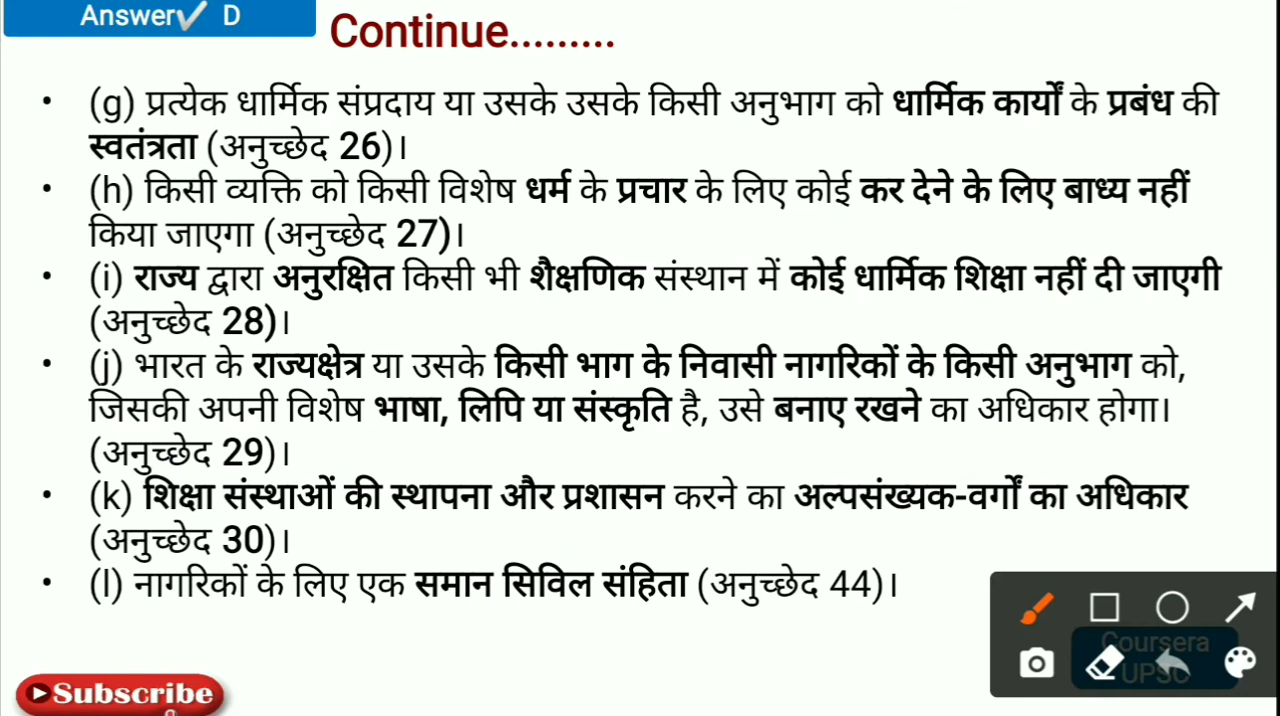 Answer✓ D
Continue.........
• (g) प्रत्येक धार्मिक संप्रदाय या उसके उसके किसी अनुभाग को धार्मिक कार्यों के प्रबंध की
स्वतंत्रता (अनुच्छेद 26)।
• (h) किसी व्यक्ति को किसी विशेष धर्म के प्रचार के लिए कोई कर देने के लिए बाध्य नहीं
किया जाएगा (अनुच्छेद 27)।
• (i) राज्य द्वारा अनुरक्षित किसी भी शैक्षणिक संस्थान में कोई धार्मिक शिक्षा नहीं दी जाएगी
(अनुच्छेद 28)।
• (j) भारत के राज्यक्षेत्र या उसके किसी भाग के निवासी नागरिकों के किसी अनुभाग को,
जिसकी अपनी विशेष भाषा, लिपि या संस्कृति है, उसे बनाए रखने का अधिकार होगा।
(अनुच्छेद 29)।
• (k) शिक्षा संस्थाओं की स्थापना और प्रशासन करने का अल्पसंख्यक-वर्गों का अधिकार
(अनुच्छेद 30)।
• (l) नागरिकों के लिए एक समान सिविल संहिता (अनुच्छेद 44)।
Coursera
UPSC
Subscribe